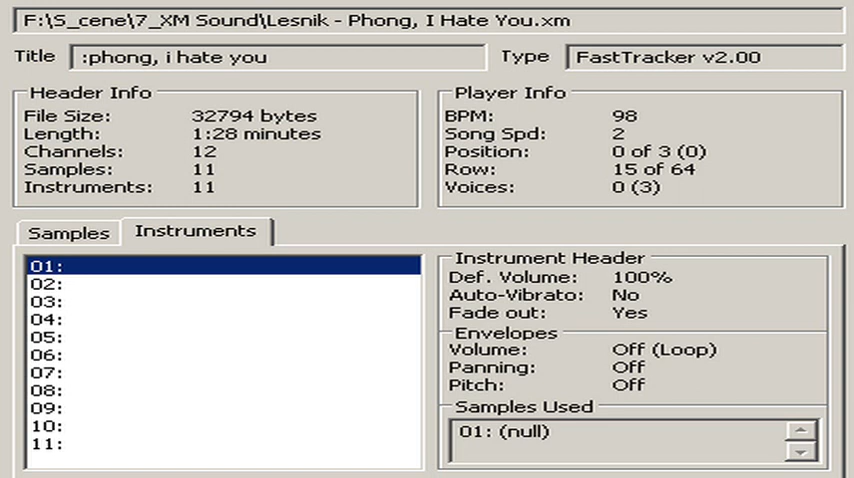 F:\S_cene\7_XM Sound\Lesnik - Phong, I Hate You.xm
Title :phong, i hate you Type FastTracker v2.00
Header Info
File Size: 32794 bytes
Length: 1:28 minutes
Channels: 12
Samples: 11
Instruments: 11
Player Info
BPM: 98
Song Spd: 2
Position: 0 of 3 (0)
Row: 15 of 64
Voices: 0 (3)
Samples Instruments
01:
02:
03:
04:
05:
06:
07:
08:
09:
10:
11:
Instrument Header
Def. Volume: 100%
Auto-Vibrato: No
Fade out: Yes
Envelopes
Volume: Off (Loop)
Panning: Off
Pitch: Off
Samples Used
01: (null)